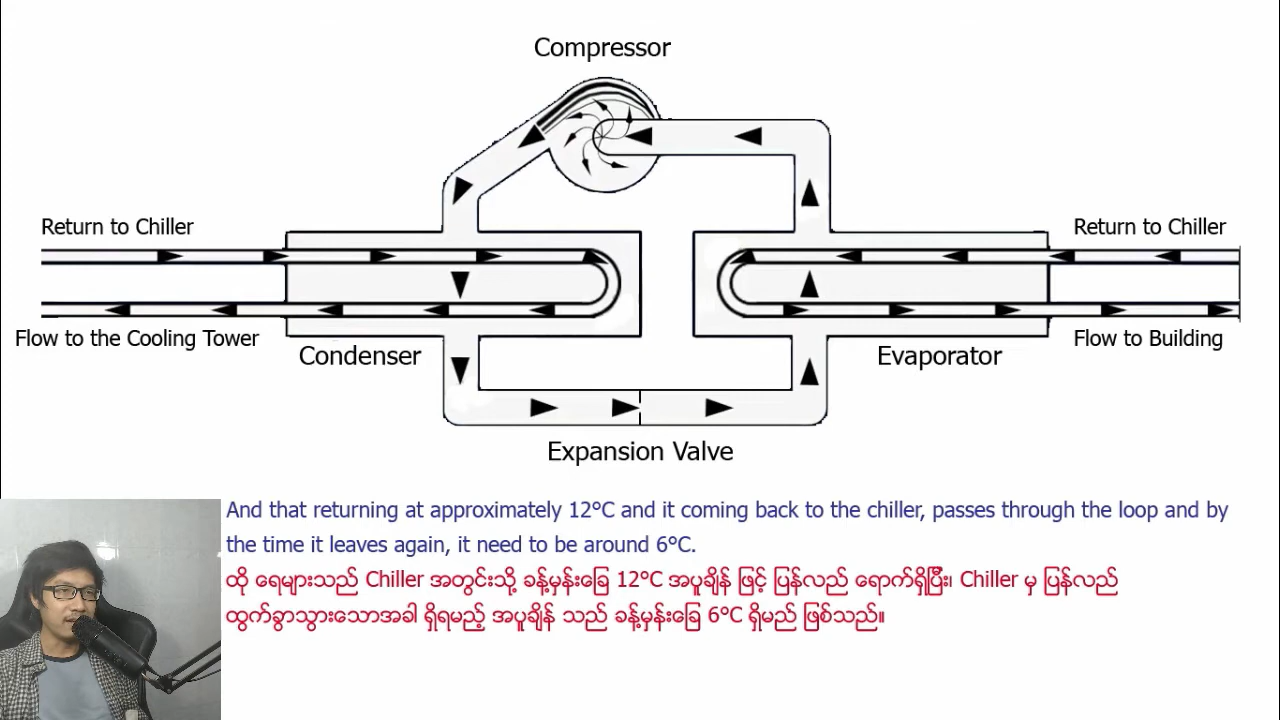 Compressor
Return to Chiller
Return to Chiller
Flow to the Cooling Tower
Flow to Building
Condenser
Evaporator
Expansion Valve
And that returning at approximately 12°C and it coming back to the chiller, passes through the loop and by
the time it leaves again, it need to be around 6°C.
ထို ရေများသည် Chiller အတွင်းသို့ ခန့်မှန်းခြေ 12°C အပူချိန် ဖြင့် ပြန်လည် ရောက်ရှိပြီး၊ Chiller မှ ပြန်လည်
ထွက်ခွာသွားသောအခါ ရှိရမည့် အပူချိန် သည် ခန့်မှန်းခြေ 6°C ရှိမည် ဖြစ်သည်။